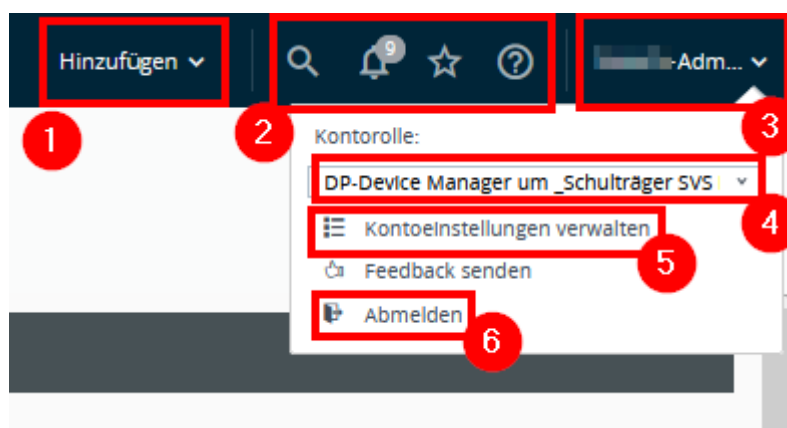 Hinzufügen
9
-Adm...
1
2
3
Kontorolle:
DP-Device Manager um _Schulträger SVS
4
Kontoeinstellungen verwalten
5
Feedback senden
Abmelden
6